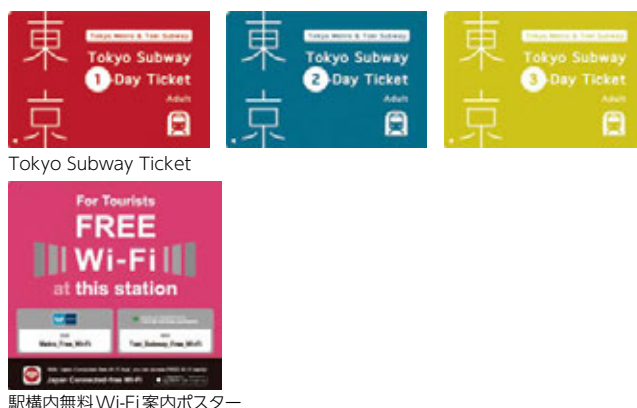 東京
Tokyo Metro & Toei Subway
Tokyo Subway
1-Day Ticket
Adult
東京
Tokyo Metro & Toei Subway
Tokyo Subway
2-Day Ticket
Adult
東京
Tokyo Metro & Toei Subway
Tokyo Subway
3-Day Ticket
Adult
Tokyo Subway Ticket
For Tourists
FREE
Wi-Fi
at this station
Metro_Free_Wi-Fi
Toei_Subway_Free_Wi-Fi
Japan Connected-free Wi-Fi
駅構内無料Wi-Fi案内ポスター